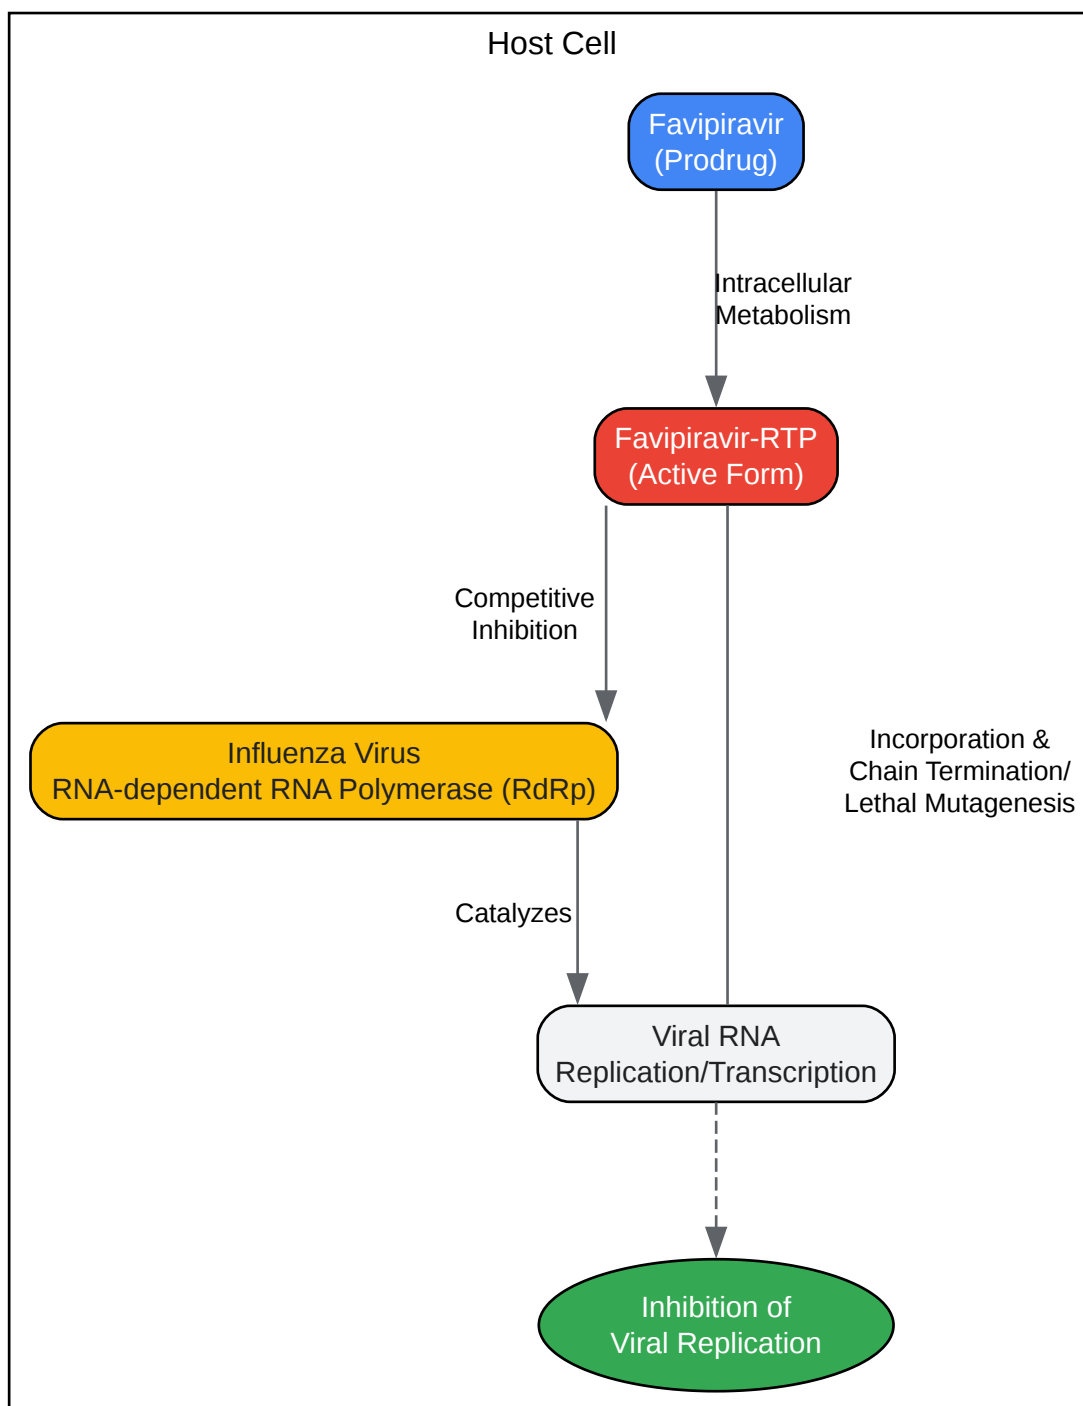 Host Cell
Favipiravir
(Prodrug)
Intracellular
Metabolism
Favipiravir-RTP
(Active Form)
Competitive
Inhibition
Influenza Virus
RNA-dependent RNA Polymerase (RdRp)
Incorporation &
Chain Termination/
Lethal Mutagenesis
Catalyzes
Viral RNA
Replication/Transcription
Inhibition of
Viral Replication